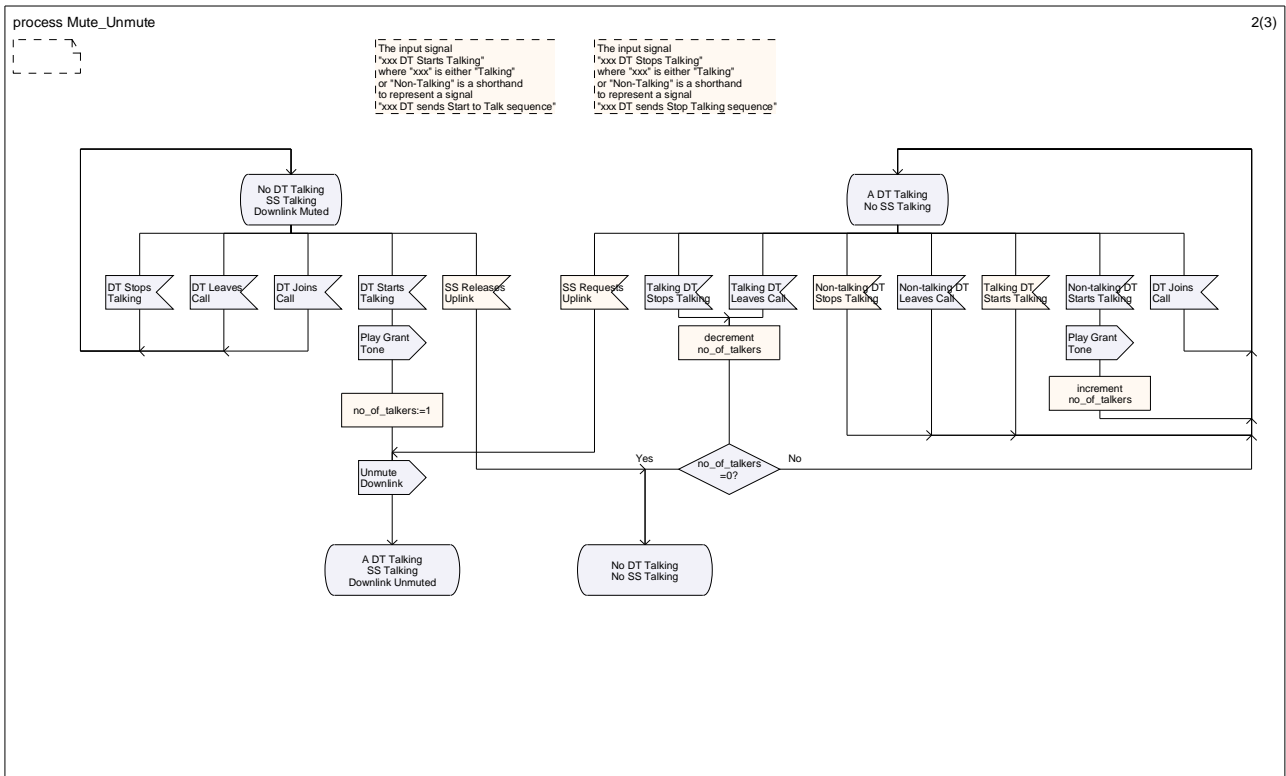 process Mute_Unmute
2(3)
The input signal
"xxx DT Starts Talking"
where "xxx" is either "Talking"
or "Non-Talking" is a shorthand
to represent a signal
"xxx DT sends Start to Talk sequence"
The input signal
"xxx DT Stops Talking"
where "xxx" is either "Talking"
or "Non-Talking" is a shorthand
to represent a signal
"xxx DT sends Stop Talking sequence"
No DT Talking
SS Talking
Downlink Muted
A DT Talking
No SS Talking
DT Stops
Talking
DT Leaves
Call
DT Joins
Call
DT Starts
Talking
SS Releases
Uplink
SS Requests
Uplink
Talking DT
Stops Talking
Talking DT
Leaves Call
Non-talking DT
Stops Talking
Non-talking DT
Leaves Call
Talking DT
Starts Talking
Non-talking DT
Starts Talking
DT Joins
Call
Play Grant
Tone
decrement
no_of_talkers
Play Grant
Tone
increment
no_of_talkers
no_of_talkers:=1
Unmute
Downlink
Yes
no_of_talkers
=0?
No
A DT Talking
SS Talking
Downlink Unmuted
No DT Talking
No SS Talking